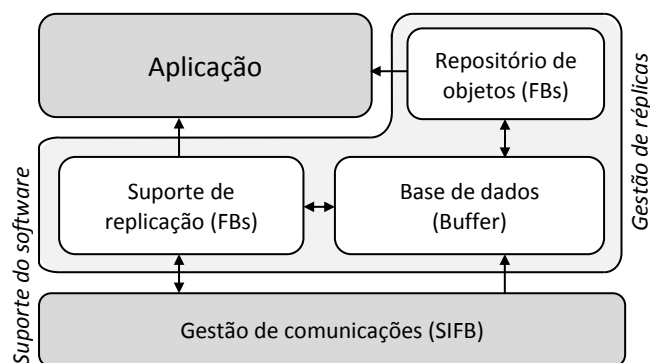 Aplicação
Repositório de
objetos (FBs)
Gestão de réplicas
Suporte do software
Suporte de
replicação (FBs)
Base de dados
(Buffer)
Gestão de comunicações (SIFB)